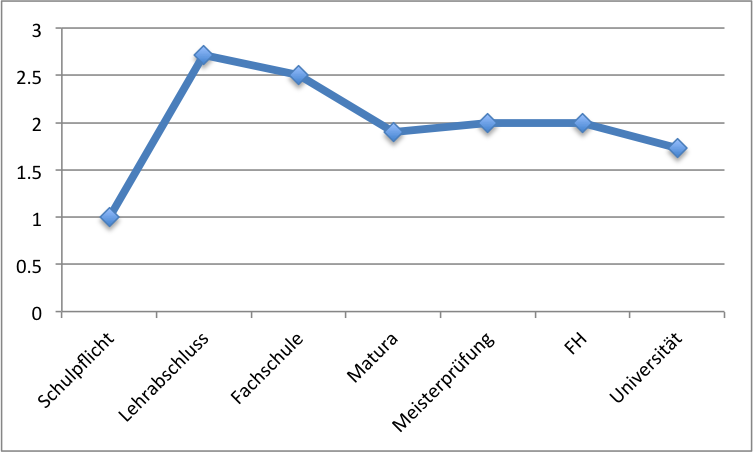 3
2.5
2
1.5
1
0.5
0
Schulpflicht
Lehrabschluss
Fachschule
Matura
Meisterprüfung
FH
Universität